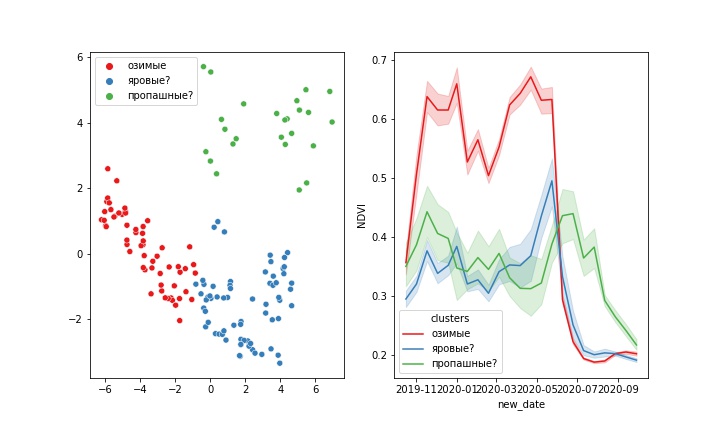 озимые
яровые?
пропашные?
6
4
2
0
−2
−6
−4
−2
0
2
4
6
0.7
0.6
0.5
0.4
0.3
0.2
NDVI
clusters
озимые
яровые?
пропашные?
2019-11
2020-01
2020-03
2020-05
2020-07
2020-09
new_date